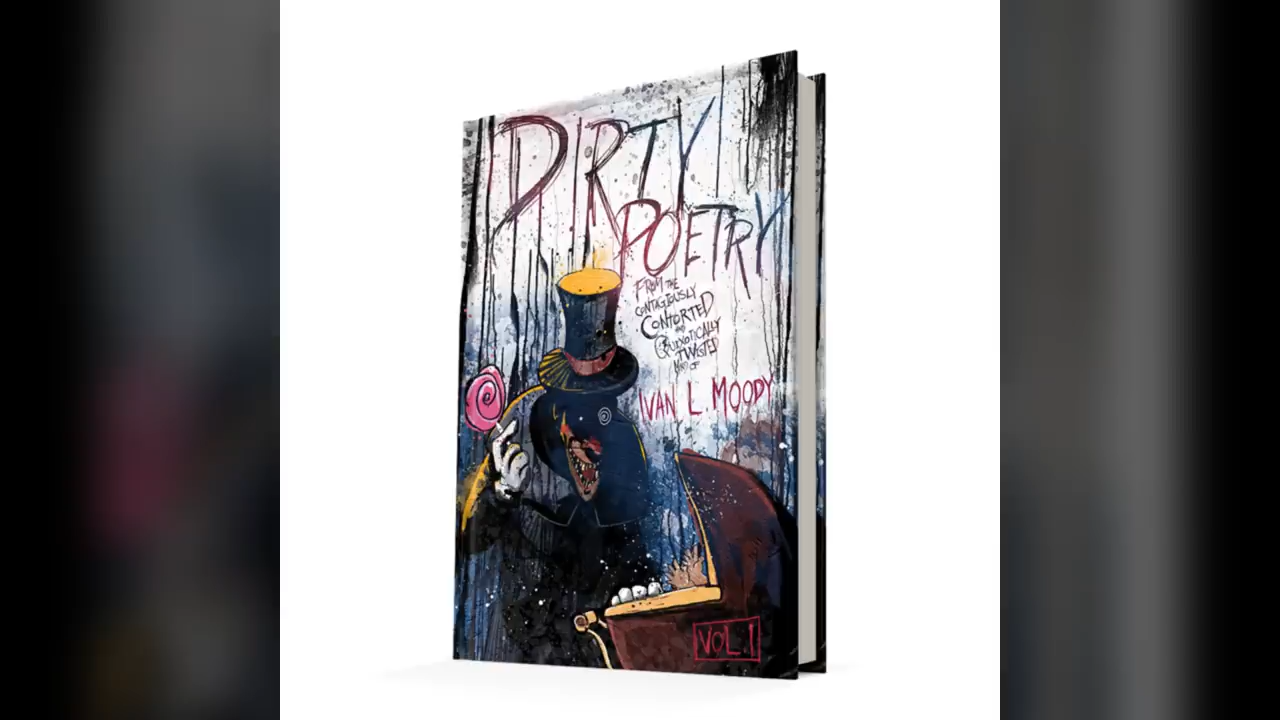 DIRTY
POETRY
FROM THE
CONTAGIOUSLY
CONTORTED
AND
QUIXOTICALLY
TWISTED
MIND OF
IVAN L. MOODY
VOL. I